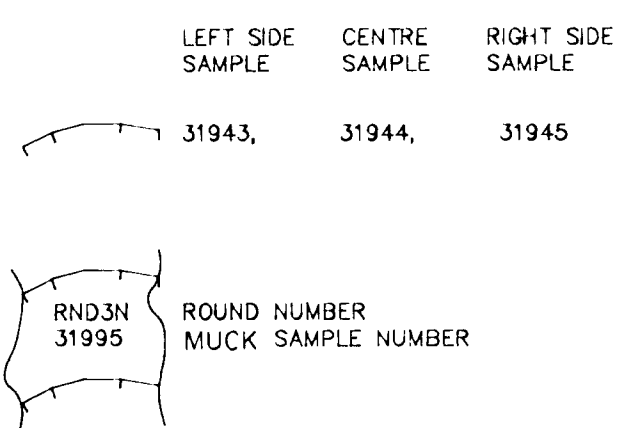 LEFT SIDE CENTRE RIGHT SIDE
SAMPLE SAMPLE SAMPLE
31943, 31944, 31945
RND3N ROUND NUMBER
31995 MUCK SAMPLE NUMBER